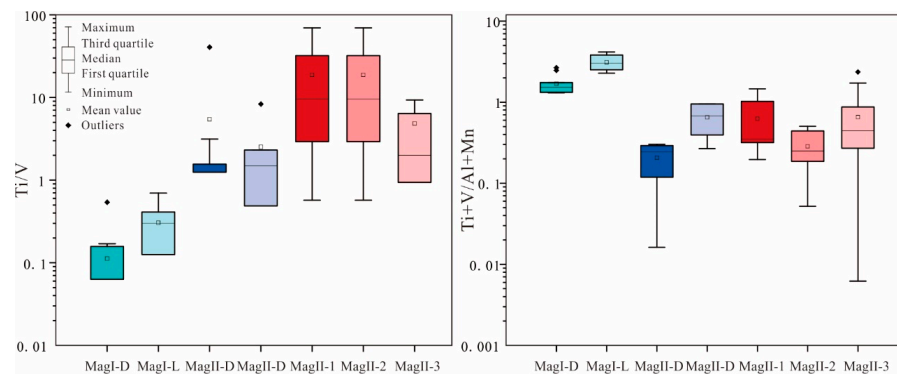 100
10
1
0. 1
0. 01
Ti/V
Maximum
Third quartile
Median
First quartile
Minimum
Mean value
Outliers
MagI-D MagI-L MagII-D MagII-D MagII-1 MagII-2 MagII-3
10
1
0. 1
0. 01
0. 001
Ti+V/Al+Mn
MagI-D MagI-L MagII-D MagII-D MagII-1 MagII-2 MagII-3